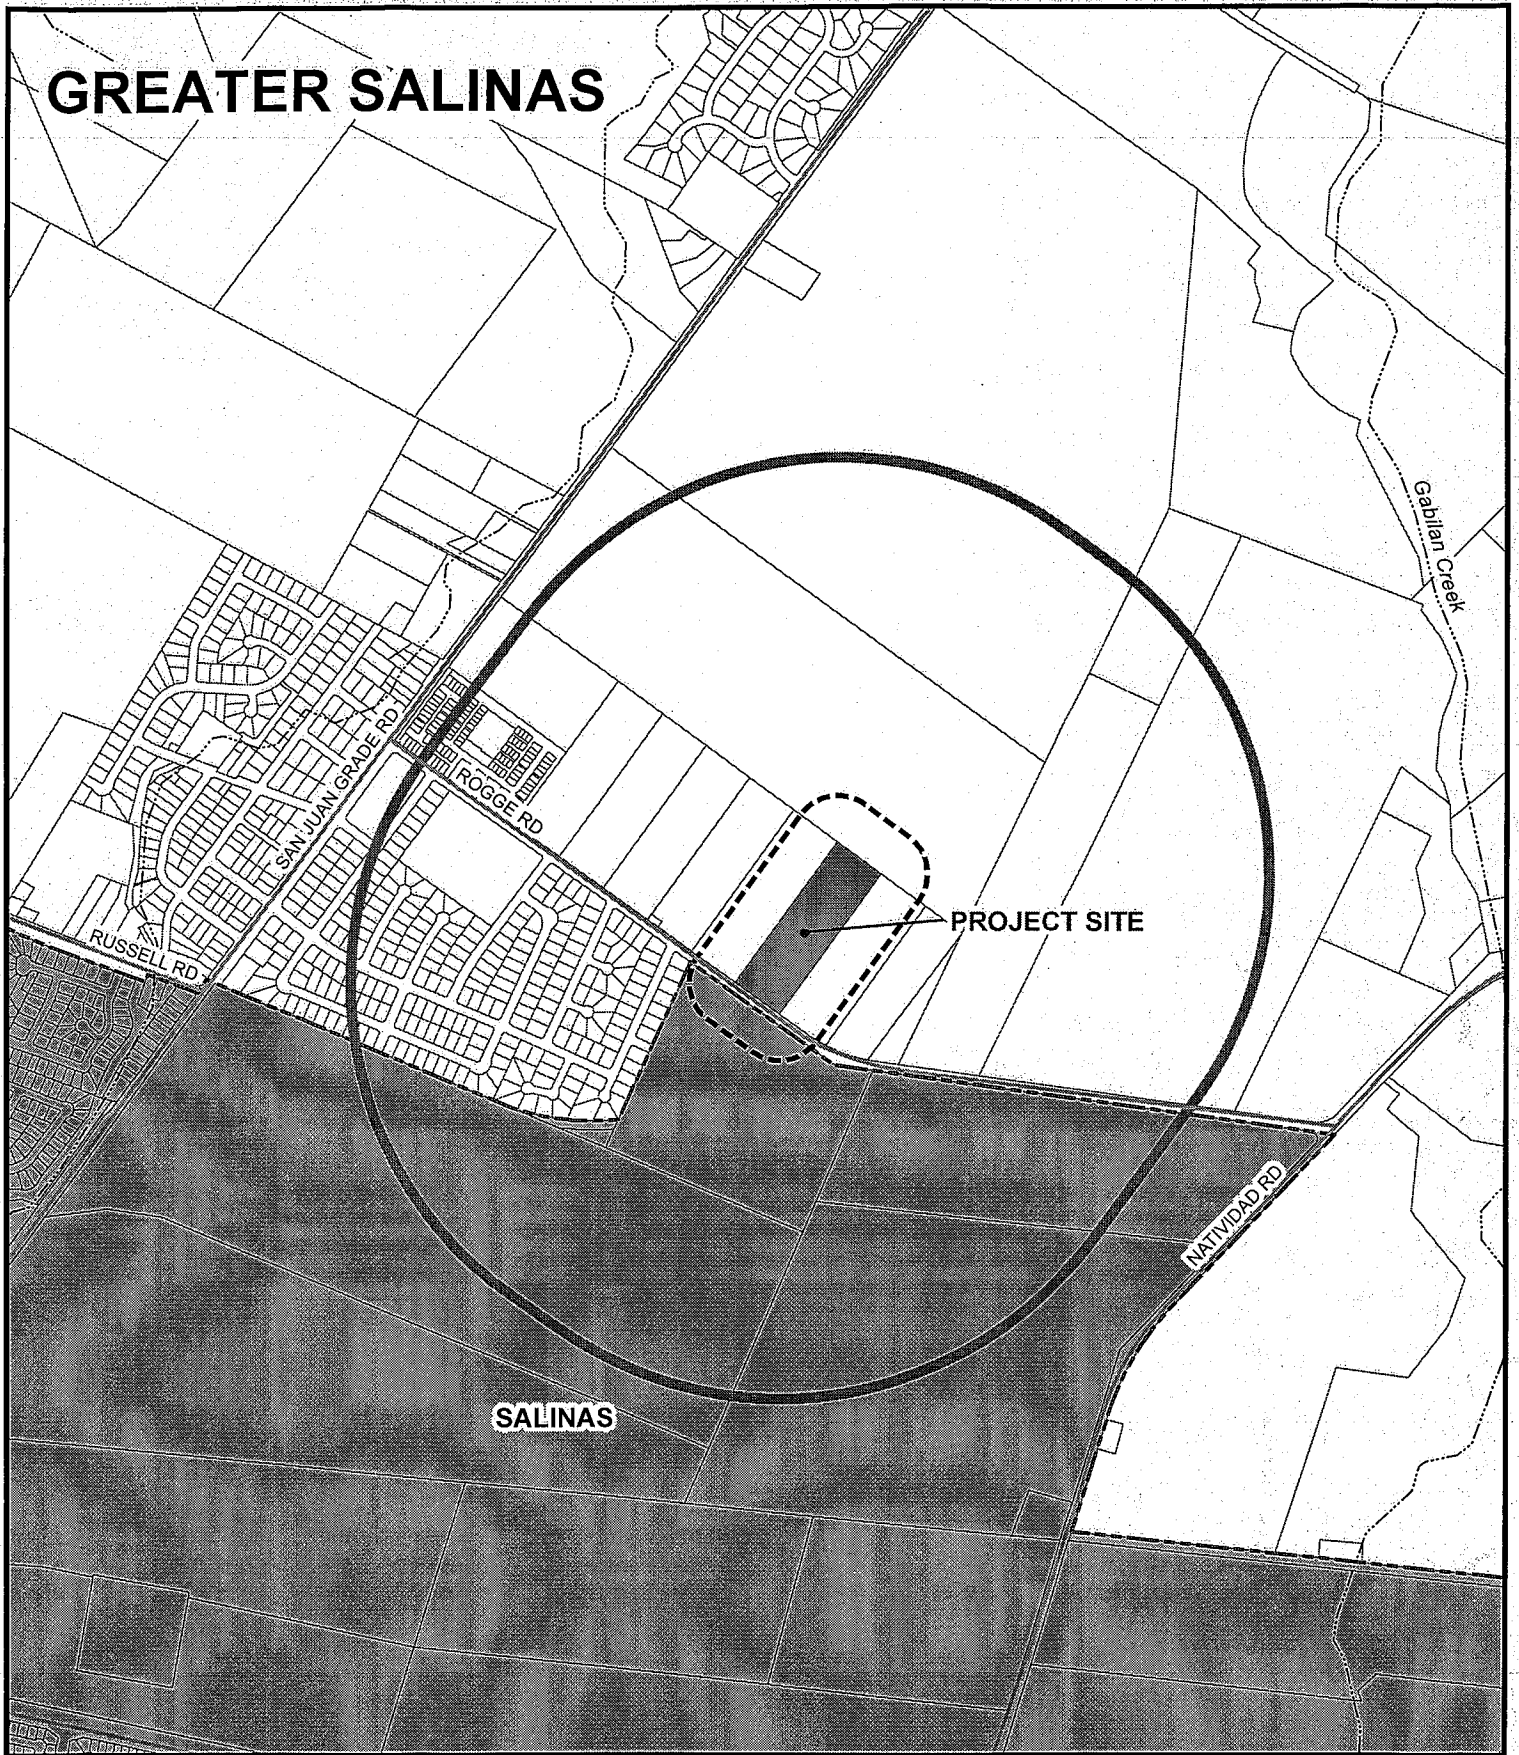 GREATER SALINAS
Gabilan Creek
SAN JUAN GRADE RD
ROGGE RD
PROJECT SITE
RUSSELL RD
NATIVIDAD RD
SALINAS